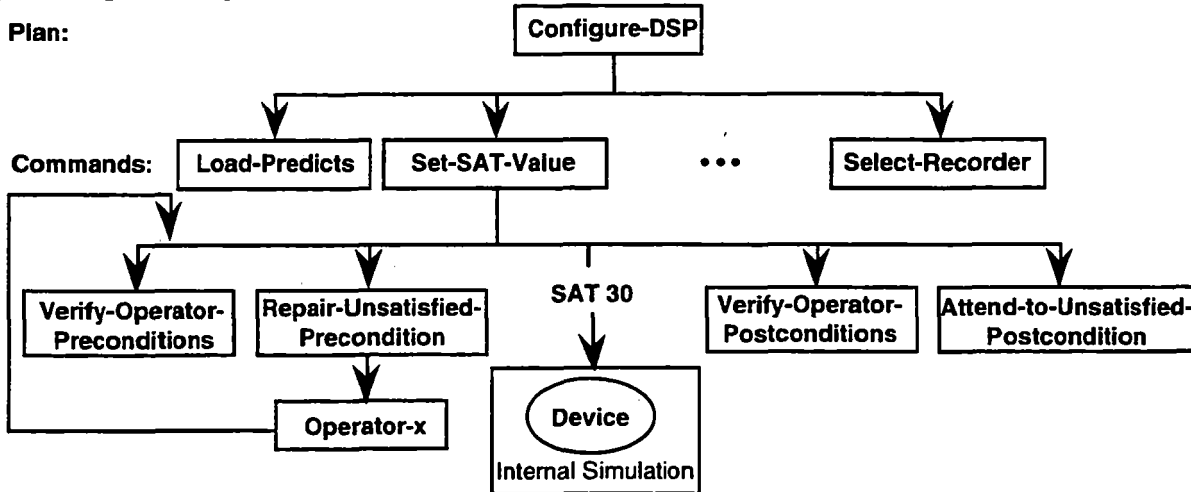 Plan:
Configure-DSP
Commands:
Load-Predicts
Set-SAT-Value
•••
Select-Recorder
Verify-Operator-
Preconditions
Repair-Unsatisfied-
Precondition
SAT 30
Verify-Operator-
Postconditions
Attend-to-Unsatisfied-
Postcondition
Operator-x
Device
Internal Simulation